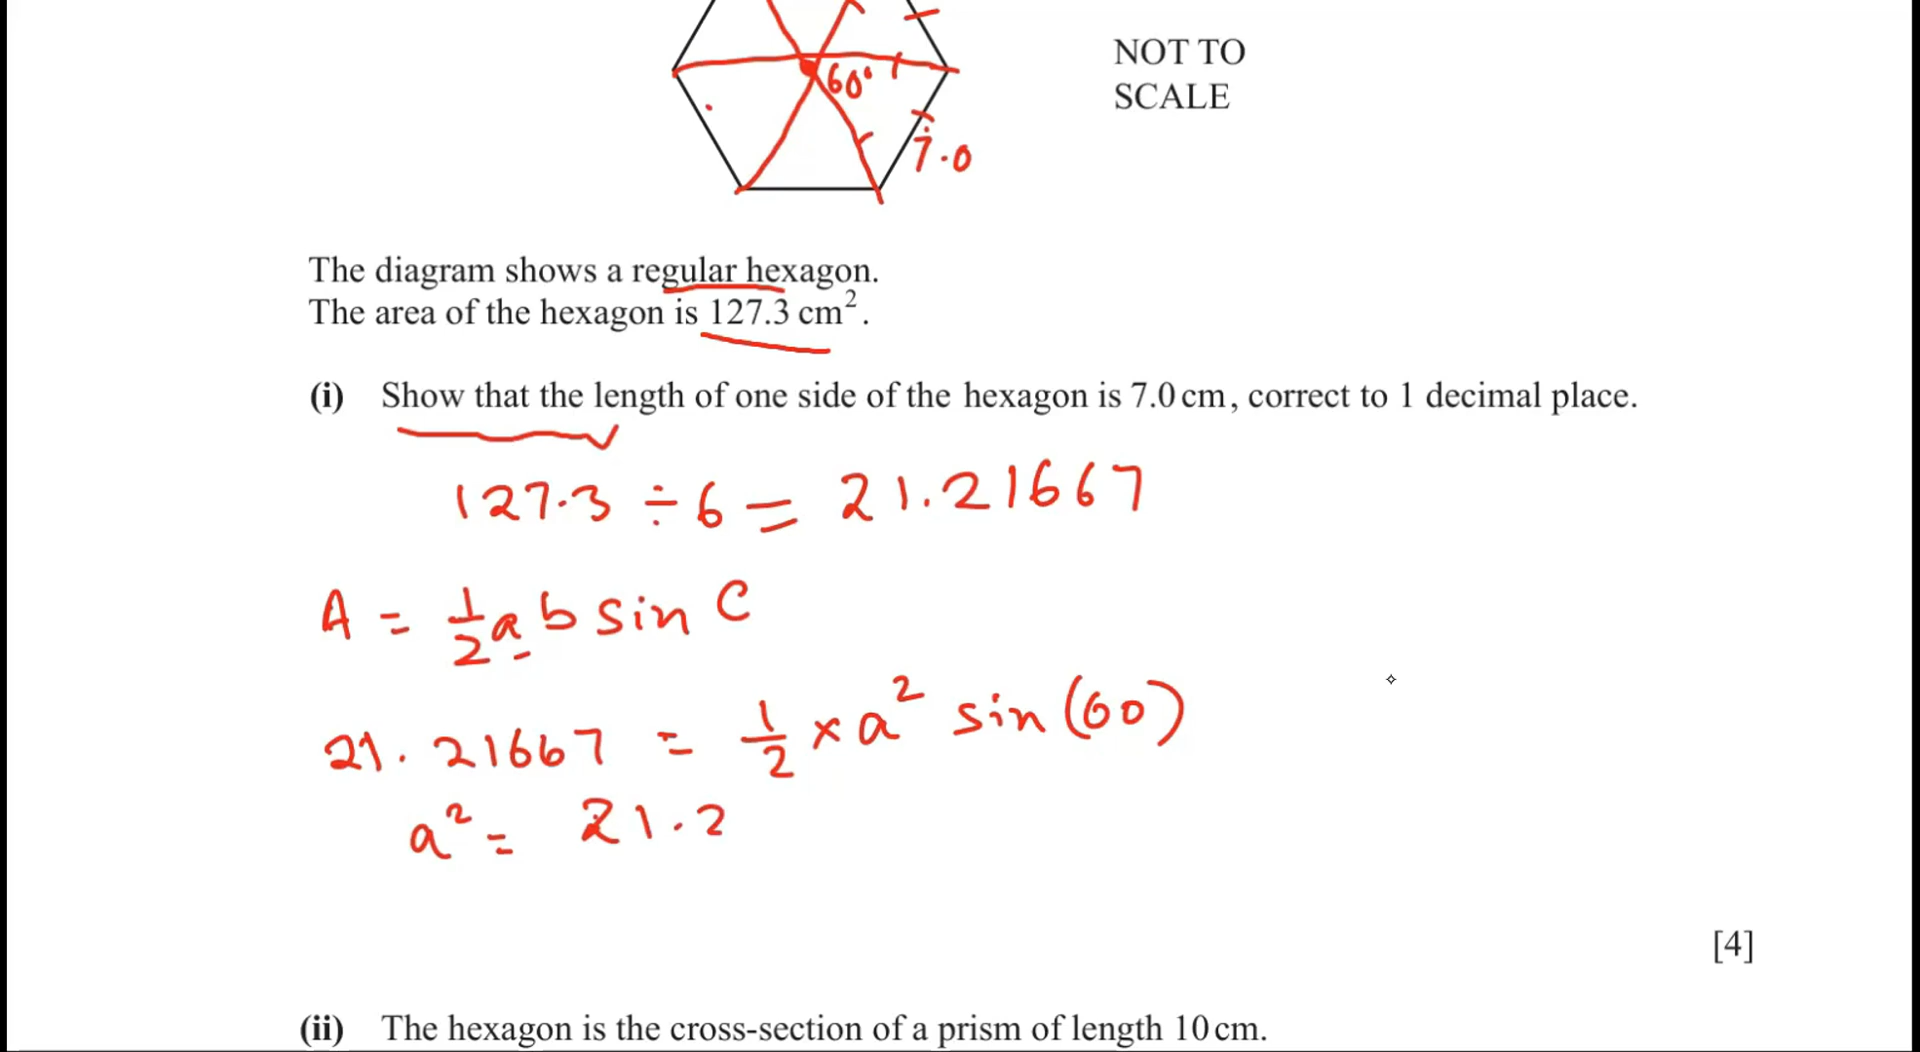 NOT TO
SCALE
60°
7.0
The diagram shows a regular hexagon.
The area of the hexagon is 127.3 cm².
(i) Show that the length of one side of the hexagon is 7.0 cm, correct to 1 decimal place.
127.3 ÷ 6 = 21.21667
A = 1/2 a b sin C
21.21667 = 1/2 × a² sin(60)
a² = 21.2
[4]
(ii) The hexagon is the cross-section of a prism of length 10 cm.